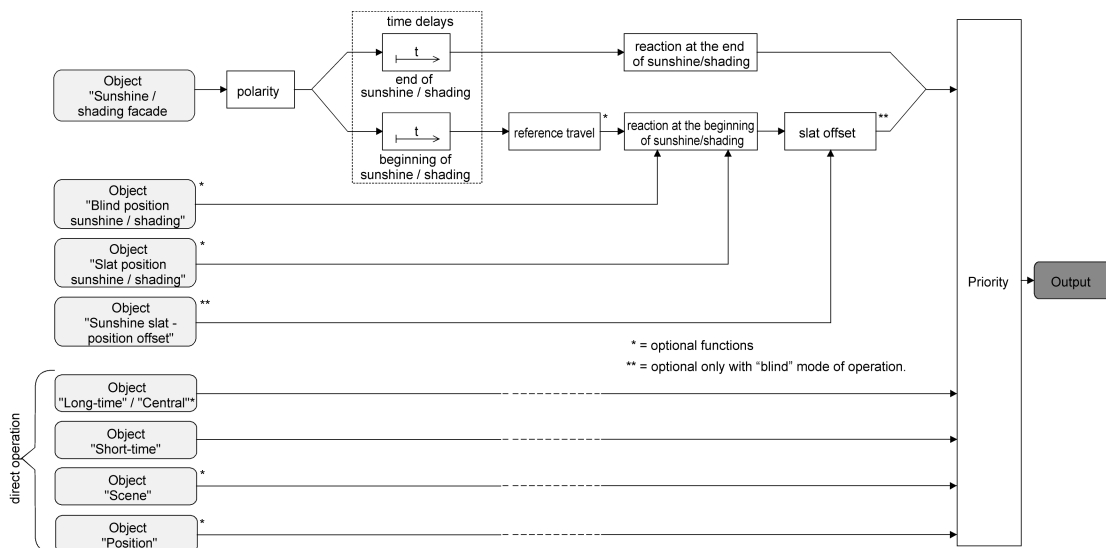 time delays
t
end of
sunshine / shading
reaction at the end
of sunshine/shading
Object
"Sunshine /
shading facade
polarity
t
beginning of
sunshine / shading
reference travel
*
reaction at the beginning
of sunshine/shading
slat offset
**
Object
"Blind position
sunshine / shading"
*
Object
"Slat position
sunshine / shading"
*
Object
"Sunshine slat -
position offset"
**
Priority
Output
* = optional functions
** = optional only with “blind” mode of operation.
direct operation
Object
"Long-time" / "Central"*
Object
"Short-time"
Object
"Scene"
*
Object
"Position"
*